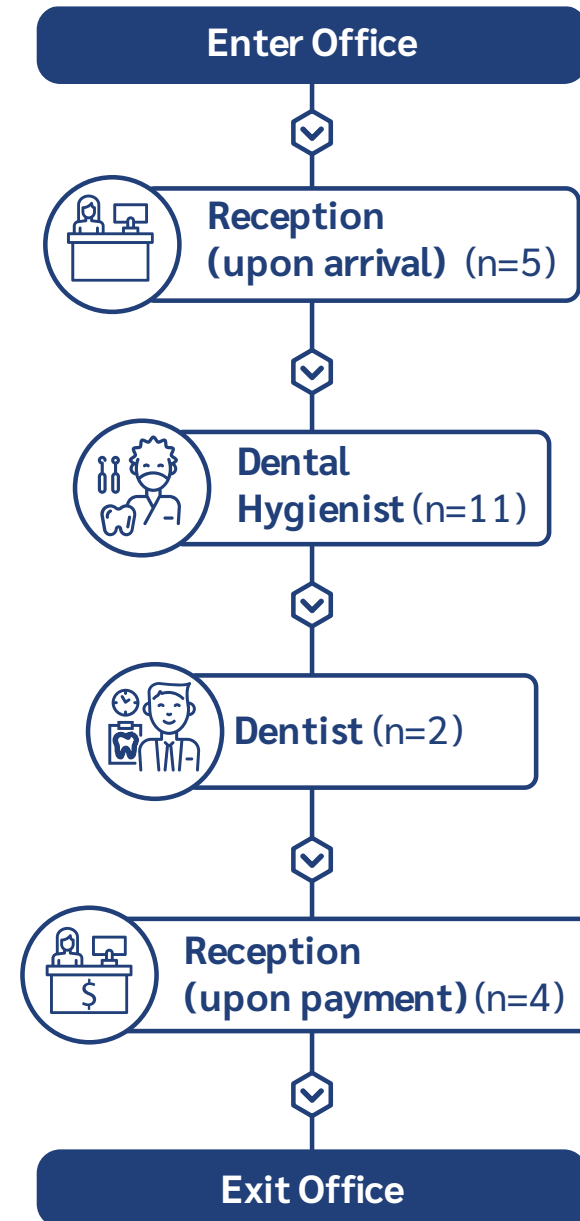 Enter Office
Reception
(upon arrival) (n=5)
Dental
Hygienist (n=11)
Dentist (n=2)
$
Reception
(upon payment) (n=4)
Exit Office